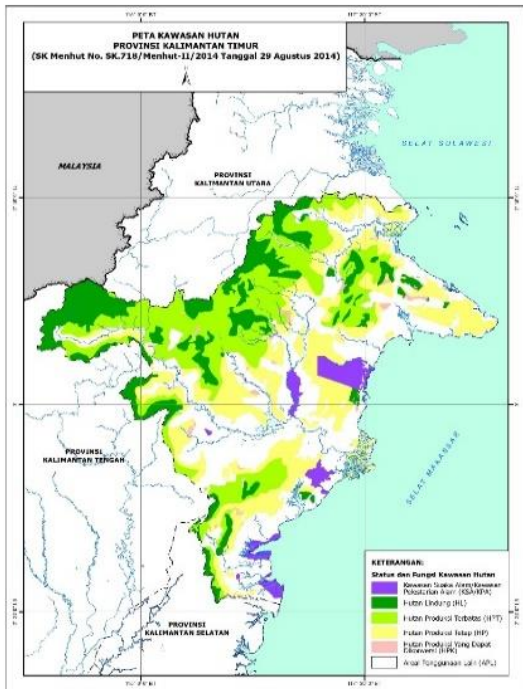 PETA KAWASAN HUTAN
PROVINSI KALIMANTAN TIMUR
(SK Menhut No. SK.718/Menhut-II/2014 Tanggal 29 Agustus 2014)
SELAT SULAWESI
MALAYSIA
PROVINSI
KALIMANTAN UTARA
PROVINSI
KALIMANTAN TENGAH
SELAT MAKASSAR
PROVINSI
KALIMANTAN SELATAN
KETERANGAN:
Status dan Fungsi Kawasan Hutan
Kawasan Suaka Alam/Kawasan
Pelestarian Alam (KSA/KPA)
Hutan Lindung (HL)
Hutan Produksi Terbatas (HPT)
Hutan Produksi Tetap (HP)
Hutan Produksi Yang Dapat
Dikonversi (HPK)
Areal Penggunaan Lain (APL)